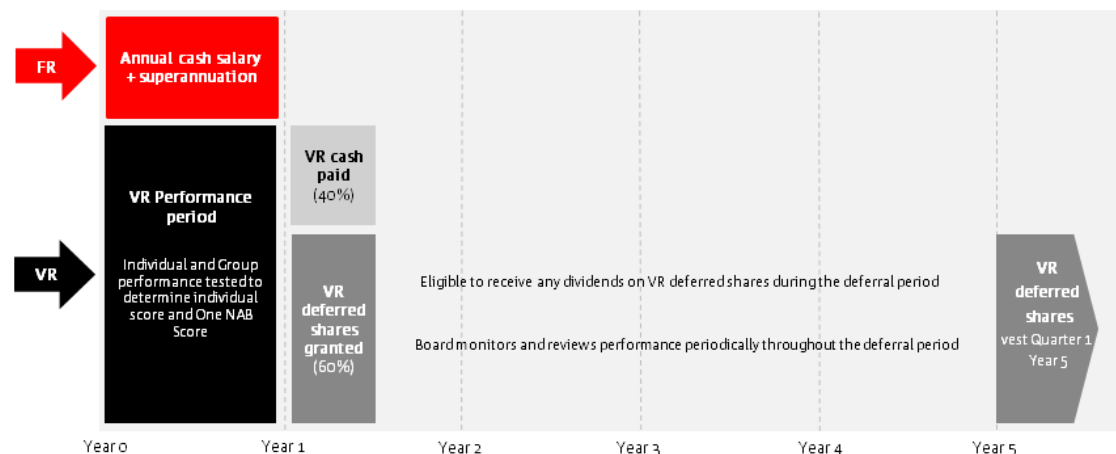 FR
Annual cash salary
+ superannuation
VR
VR Performance
period
Individual and Group
performance tested to
determine individual
score and One NAB
Score
VR cash
paid
(40%)
VR
deferred
shares
granted
(60%)
Eligible to receive any dividends on VR deferred shares during the deferral period
Board monitors and reviews performance periodically throughout the deferral period
VR
deferred
shares
vest Quarter 1
Year 5
Year 0
Year 1
Year 2
Year 3
Year 4
Year 5